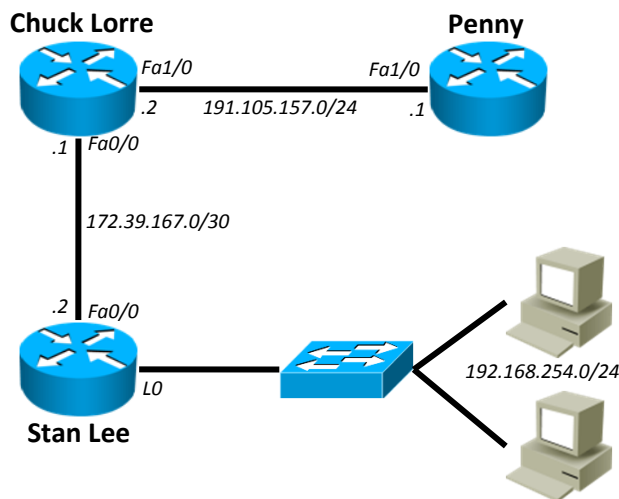 Chuck Lorre
Penny
Fa1/0
Fa1/0
.2
191.105.157.0/24
.1
.1
Fa0/0
172.39.167.0/30
.2
Fa0/0
192.168.254.0/24
L0
Stan Lee